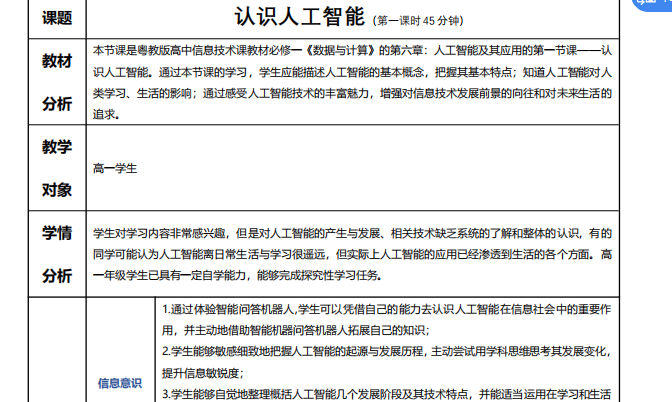 课题
认识人工智能（第一课时 45 分钟）
教材
分析
本节课是粤教版高中信息技术课教材必修一《数据与计算》的第六章：人工智能及其应用的第一节课——认
识人工智能。通过本节课的学习，学生应能描述人工智能的基本概念，把握其基本特点；知道人工智能对人
类学习、生活的影响；通过感受人工智能技术的丰富魅力，增强对信息技术发展前景的向往和对未来生活的
追求。
教学
对象
高一学生
学情
分析
学生对学习内容非常感兴趣，但是对人工智能的产生与发展、相关技术缺乏系统的了解和整体的认识，有的
同学可能认为人工智能离日常生活与学习很遥远，但实际上人工智能的应用已经渗透到生活的各个方面。高
一年级学生已具有一定自学能力，能够完成探究性学习任务。
信息意识
1.通过体验智能问答机器人,学生可以凭借自己的能力去认识人工智能在信息社会中的重要作
用，并主动地借助智能机器问答机器人拓展自己的知识；
2.学生能够敏感细致地把握人工智能的起源与发展历程，主动尝试用学科思维思考其发展变化，
提升信息敏锐度；
3.学生能够自觉地整理概括人工智能几个发展阶段及其技术特点，并能适当运用在学习和生活